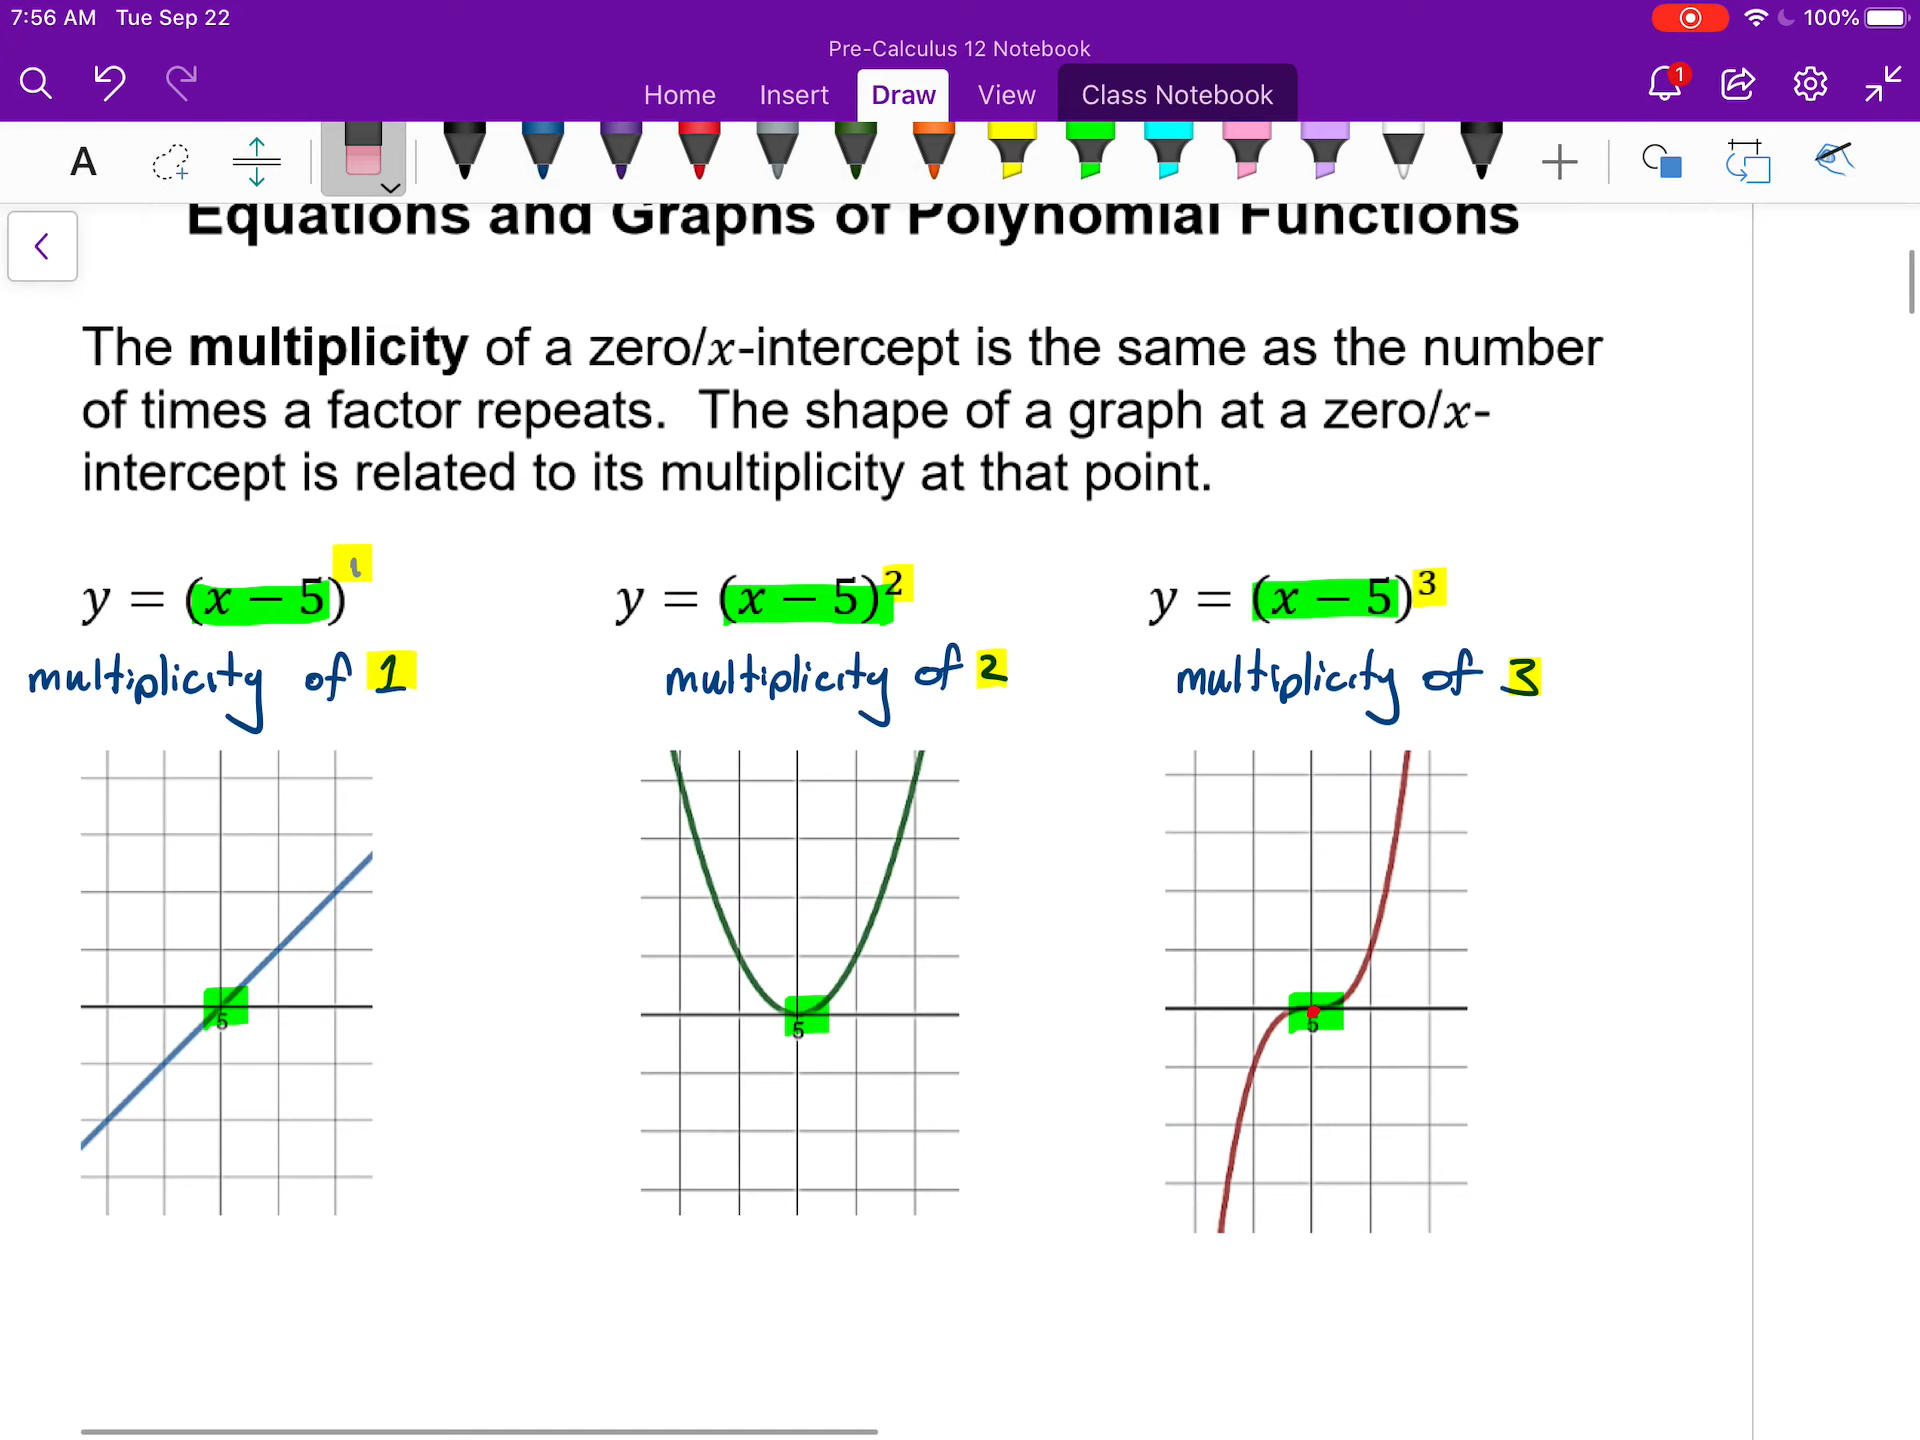 7:56 AM Tue Sep 22
100%
Pre-Calculus 12 Notebook
Home Insert Draw View Class Notebook
1
A
Equations and Graphs of Polynomial Functions
The multiplicity of a zero/x-intercept is the same as the number
of times a factor repeats. The shape of a graph at a zero/x-
intercept is related to its multiplicity at that point.
y = (x − 5)¹ y = (x − 5)² y = (x − 5)³
multiplicity of 1 multiplicity of 2 multiplicity of 3
5 5 5